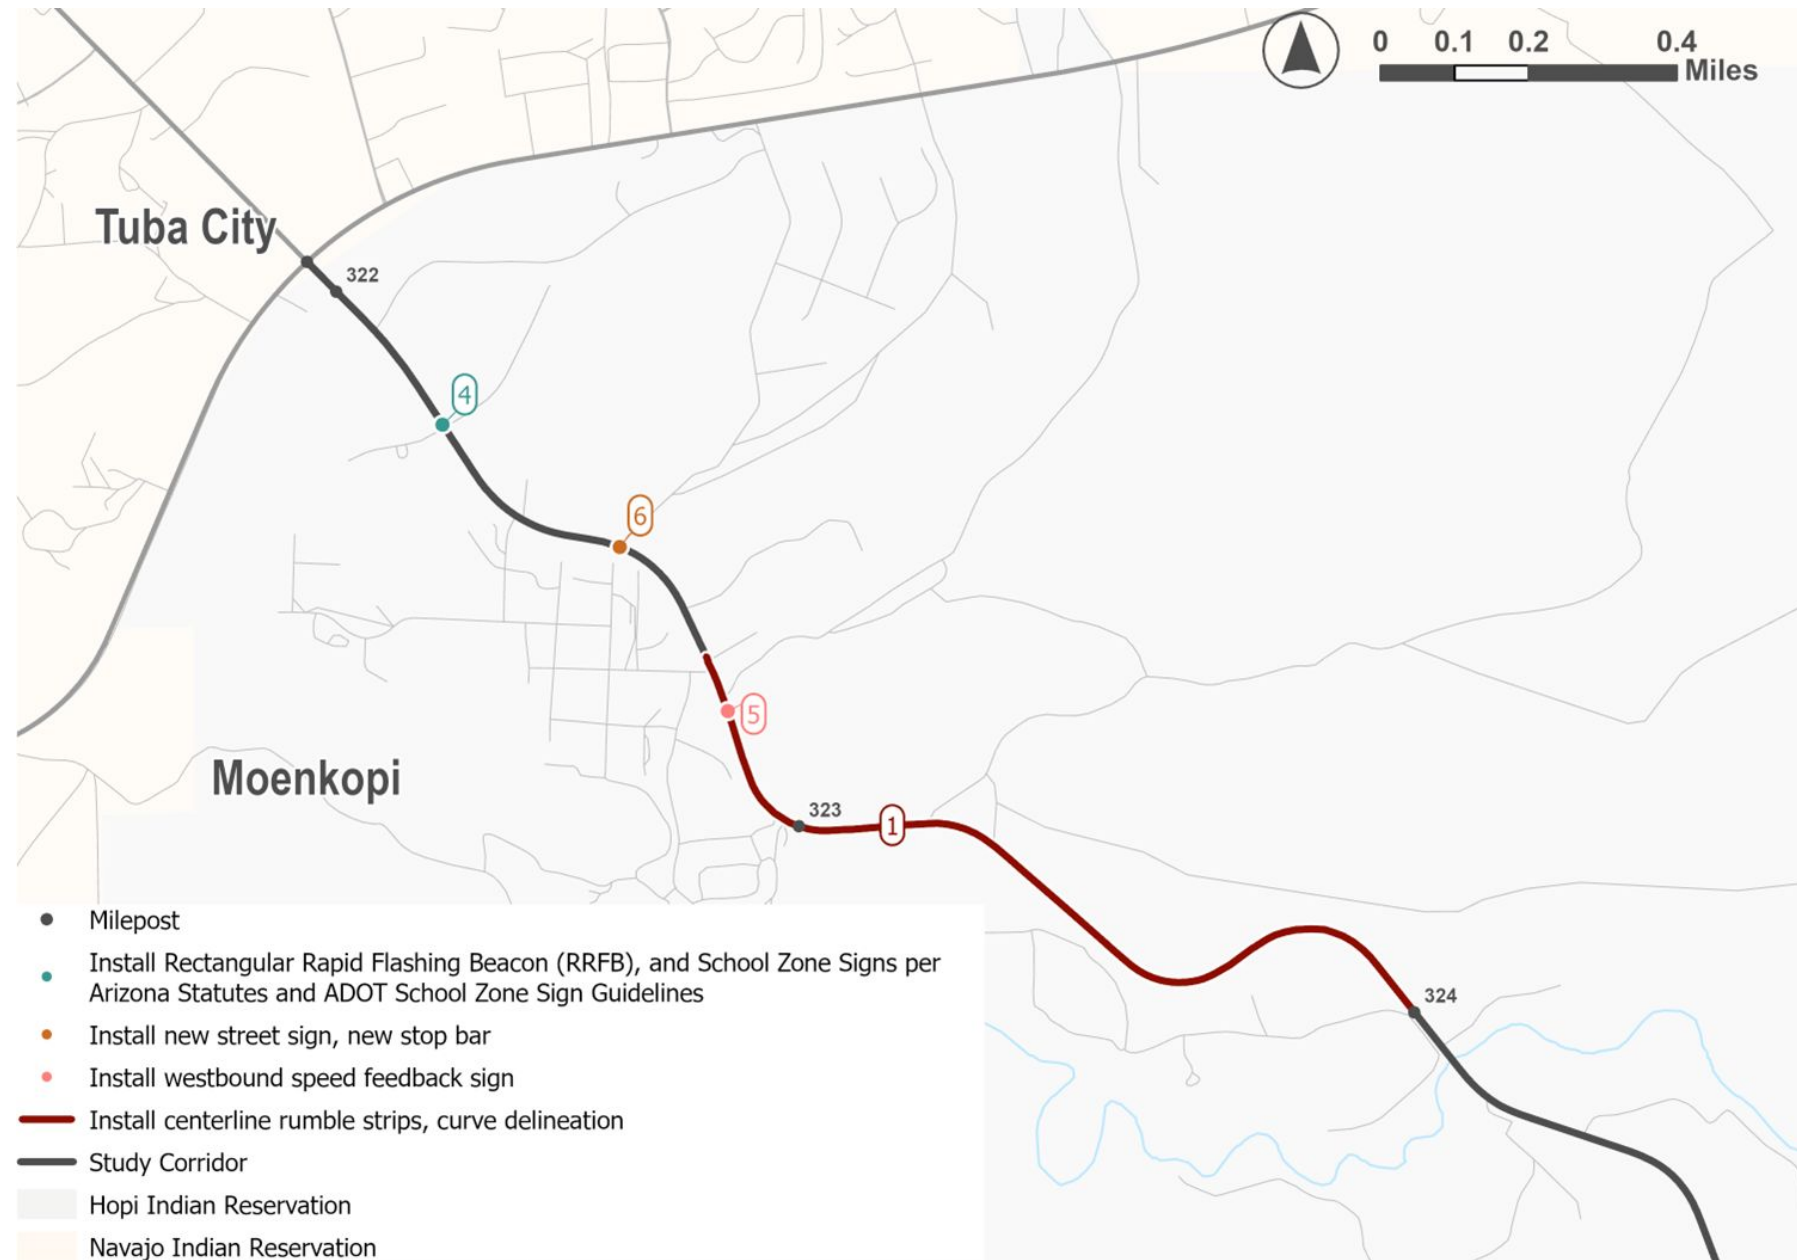 0 0.1 0.2 0.4
Miles
Tuba City
322
4
6
5
Moenkopi
323
1
324
Milepost
Install Rectangular Rapid Flashing Beacon (RRFB), and School Zone Signs per
Arizona Statutes and ADOT School Zone Sign Guidelines
Install new street sign, new stop bar
Install westbound speed feedback sign
Install centerline rumble strips, curve delineation
Study Corridor
Hopi Indian Reservation
Navajo Indian Reservation